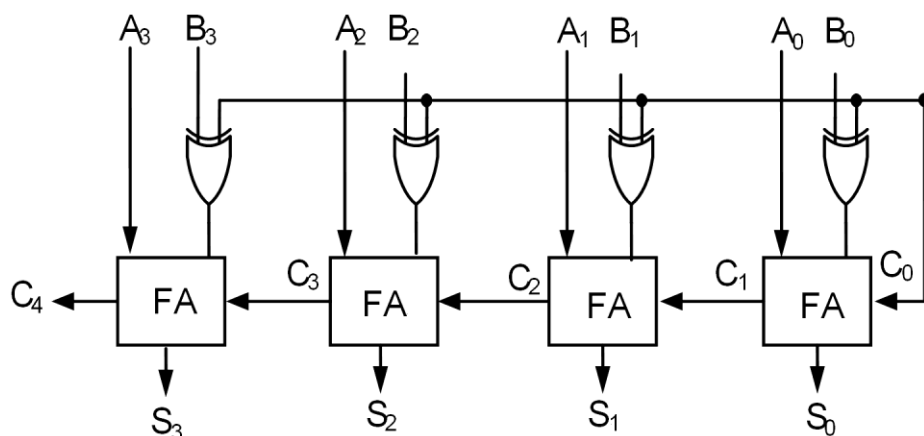 A₃ B₃ A₂ B₂ A₁ B₁ A₀ B₀
C₄ FA C₃ FA C₂ FA C₁ FA C₀
S₃ S₂ S₁ S₀